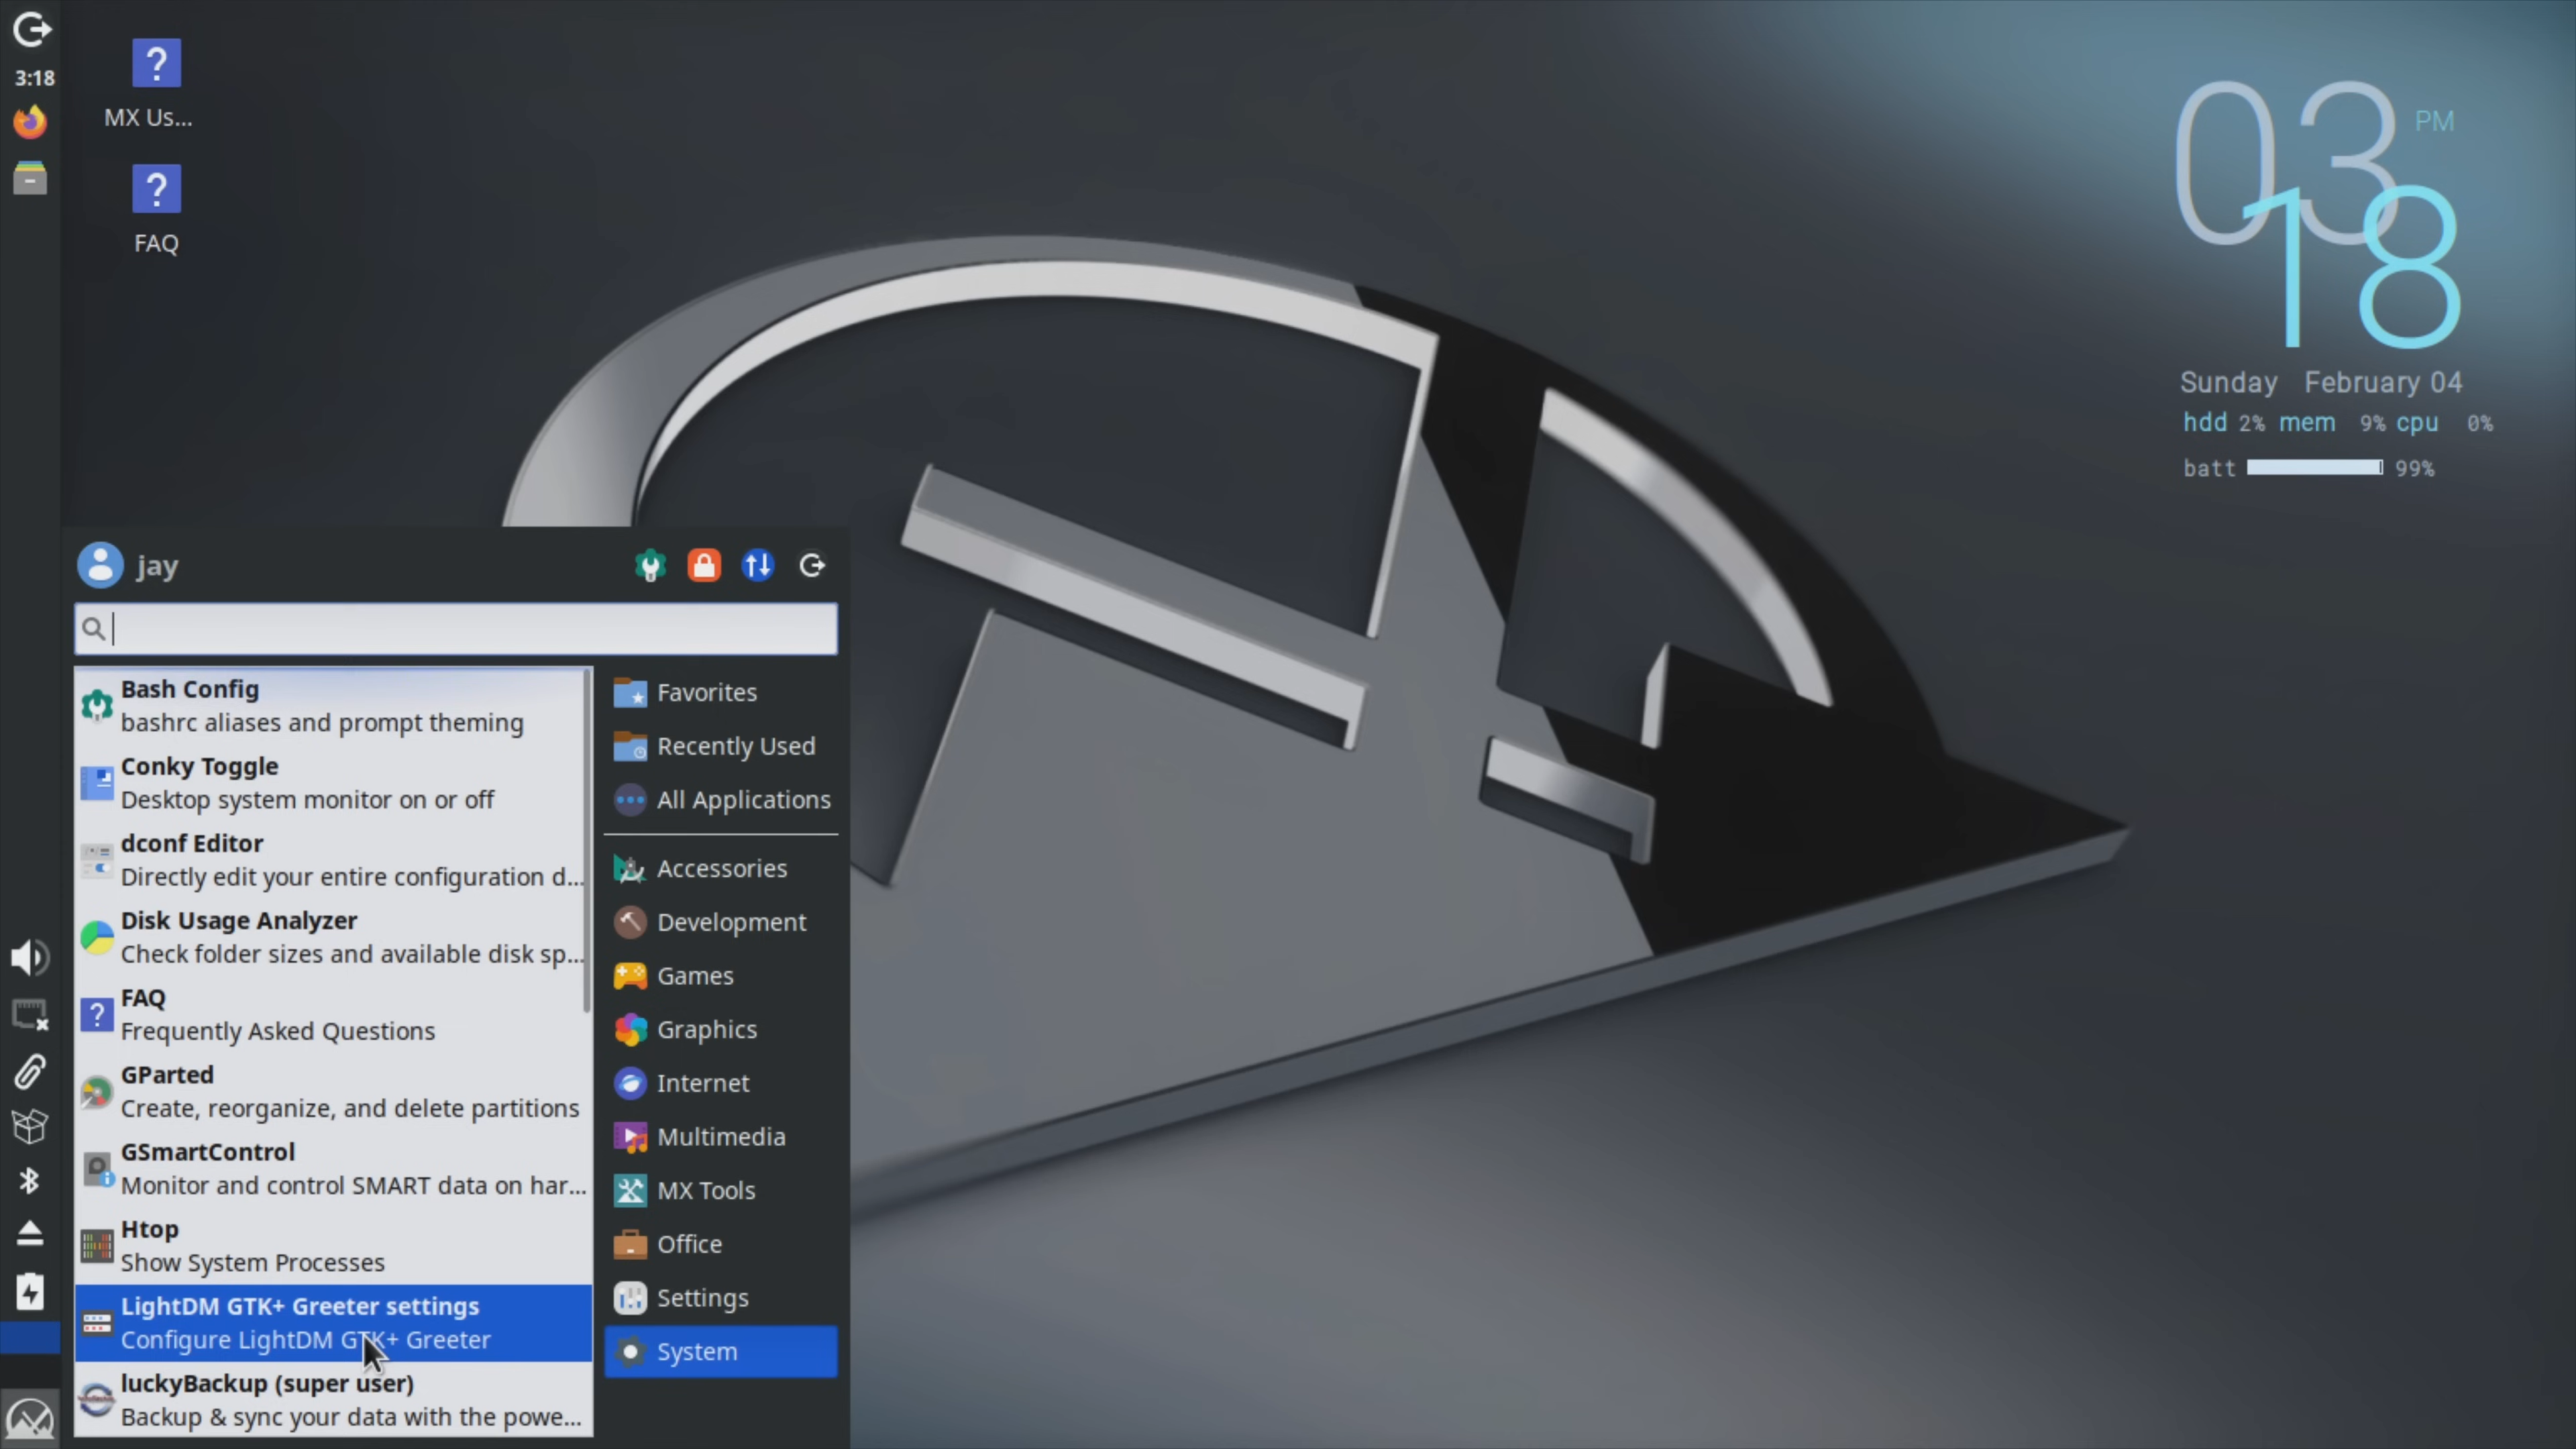 3:18
MX Us...
FAQ
03 PM
18
Sunday February 04
hdd 2% mem 9% cpu 0%
batt 99%
jay
Bash Config
bashrc aliases and prompt theming
Conky Toggle
Desktop system monitor on or off
dconf Editor
Directly edit your entire configuration d...
Disk Usage Analyzer
Check folder sizes and available disk sp...
FAQ
Frequently Asked Questions
GParted
Create, reorganize, and delete partitions
GSmartControl
Monitor and control SMART data on har...
Htop
Show System Processes
LightDM GTK+ Greeter settings
Configure LightDM GTK+ Greeter
luckyBackup (super user)
Backup & sync your data with the powe...
Favorites
Recently Used
All Applications
Accessories
Development
Games
Graphics
Internet
Multimedia
MX Tools
Office
Settings
System